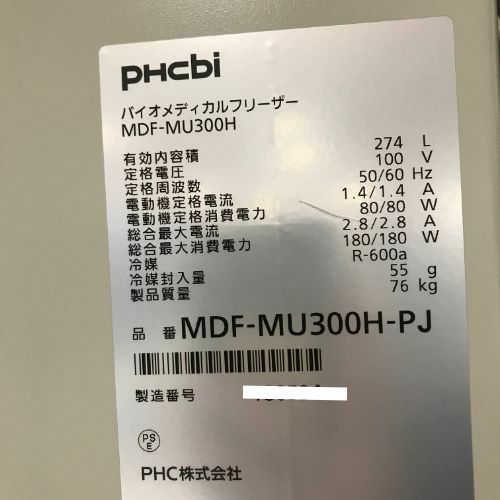 PHCbi
バイオメディカルフリーザー
MDF-MU300H
有効内容積 274 L
定格電圧 100 V
定格周波数 50/60 Hz
電動機定格電流 1.4/1.4 A
電動機定格消費電力 80/80 W
総合最大電流 2.8/2.8 A
総合最大消費電力 180/180 W
冷媒 R-600a
冷媒封入量 55 g
製品質量 76 kg
品番 MDF-MU300H-PJ
製造番号
PSE
PHC株式会社